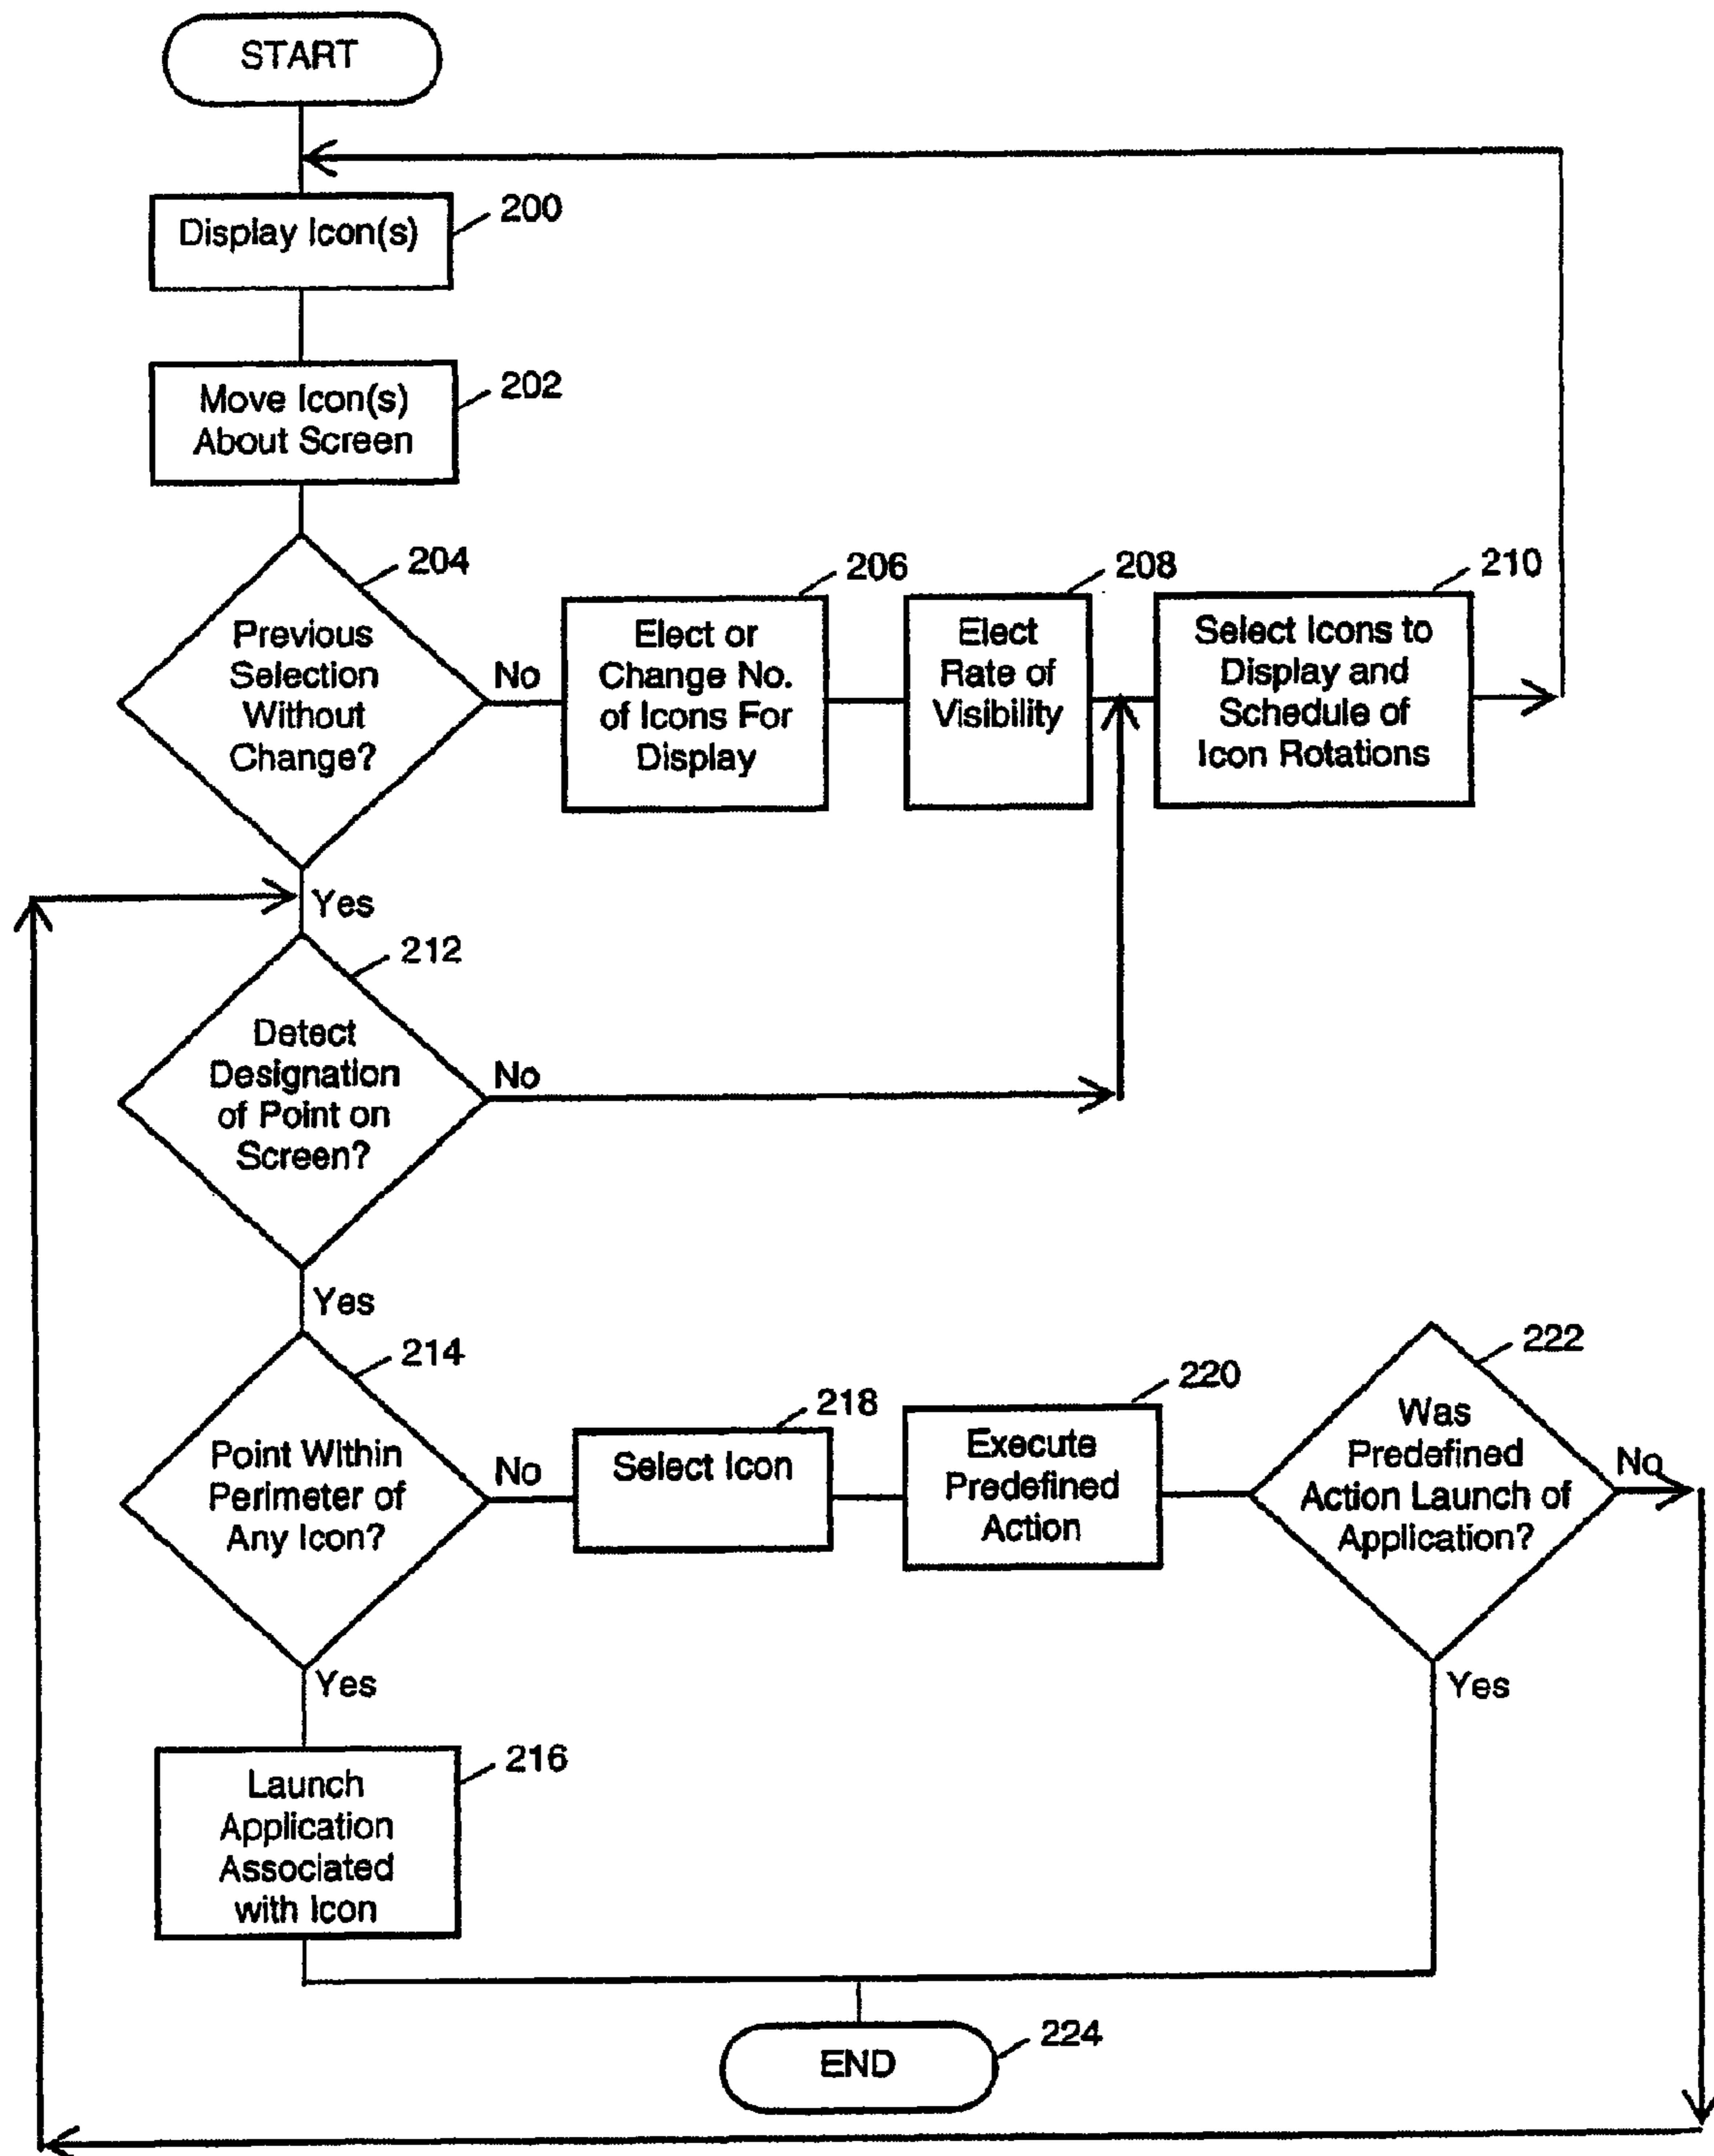 START
200
Display Icon(s)
202
Move Icon(s)
About Screen
204
Previous
Selection
Without
Change?
No
206
Elect or
Change No.
of Icons For
Display
208
Elect
Rate of
Visibility
210
Select Icons to
Display and
Schedule of
Icon Rotations
Yes
212
Detect
Designation
of Point on
Screen?
No
Yes
214
Point Within
Perimeter of
Any Icon?
No
218
Select Icon
220
Execute
Predefined
Action
222
Was
Predefined
Action Launch of
Application?
No
Yes
Yes
216
Launch
Application
Associated
with Icon
224
END